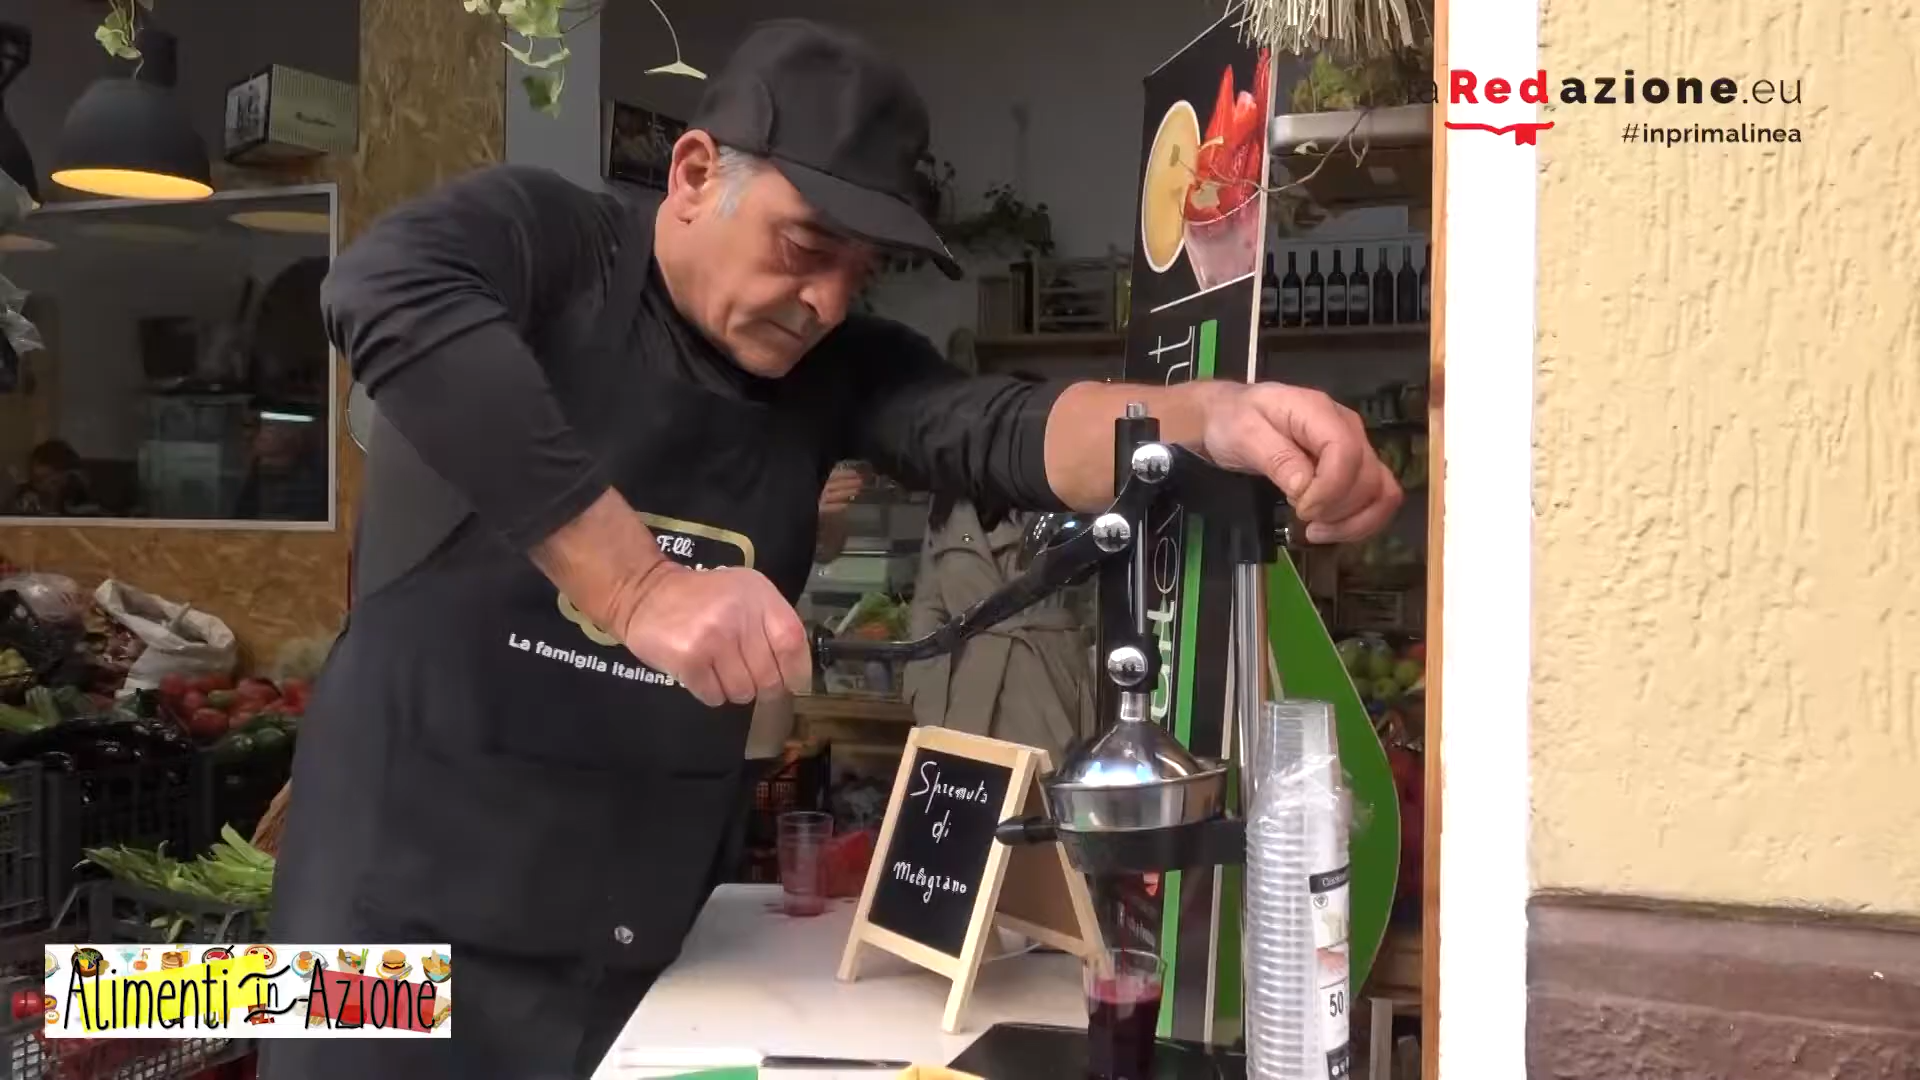 laRedazione.eu
#inprimalinea
F.lli
La famiglia italiana
Spremuta
di
Melograno
50
Alimenti in Azione